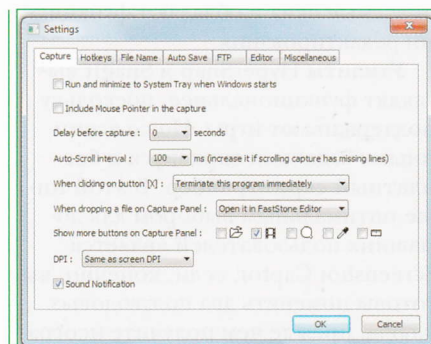 Settings
Capture Hotkeys File Name Auto Save FTP Editor Miscellaneous
Run and minimize to System Tray when Windows starts
Include Mouse Pointer in the capture
Delay before capture : 0 seconds
Auto-Scroll interval : 100 ms (increase it if scrolling capture has missing lines)
When clicking on button [X] : Terminate this program immediately
When dropping a file on Capture Panel : Open it in FastStone Editor
Show more buttons on Capture Panel :
DPI : Same as screen DPI
Sound Notification
OK Cancel